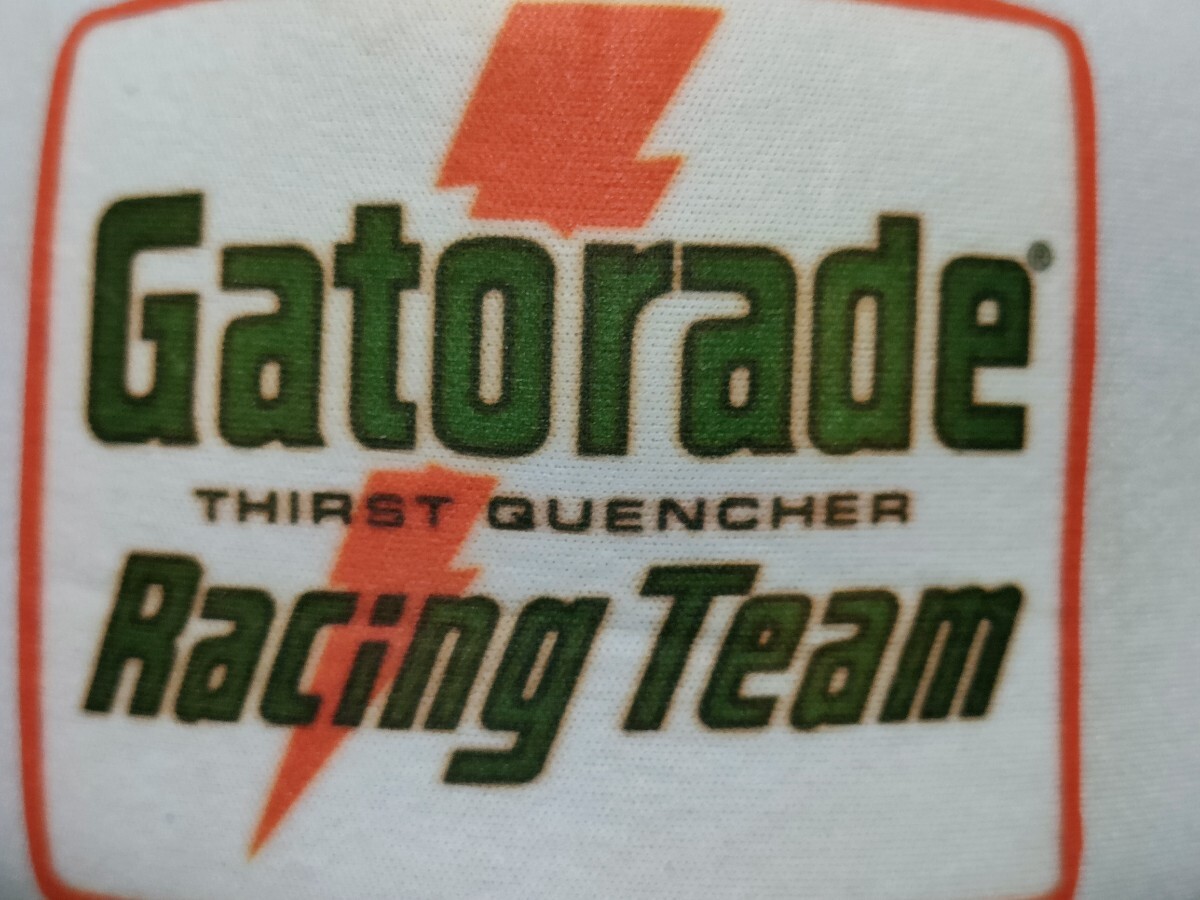 Gatorade®
THIRST QUENCHER
Racing Team